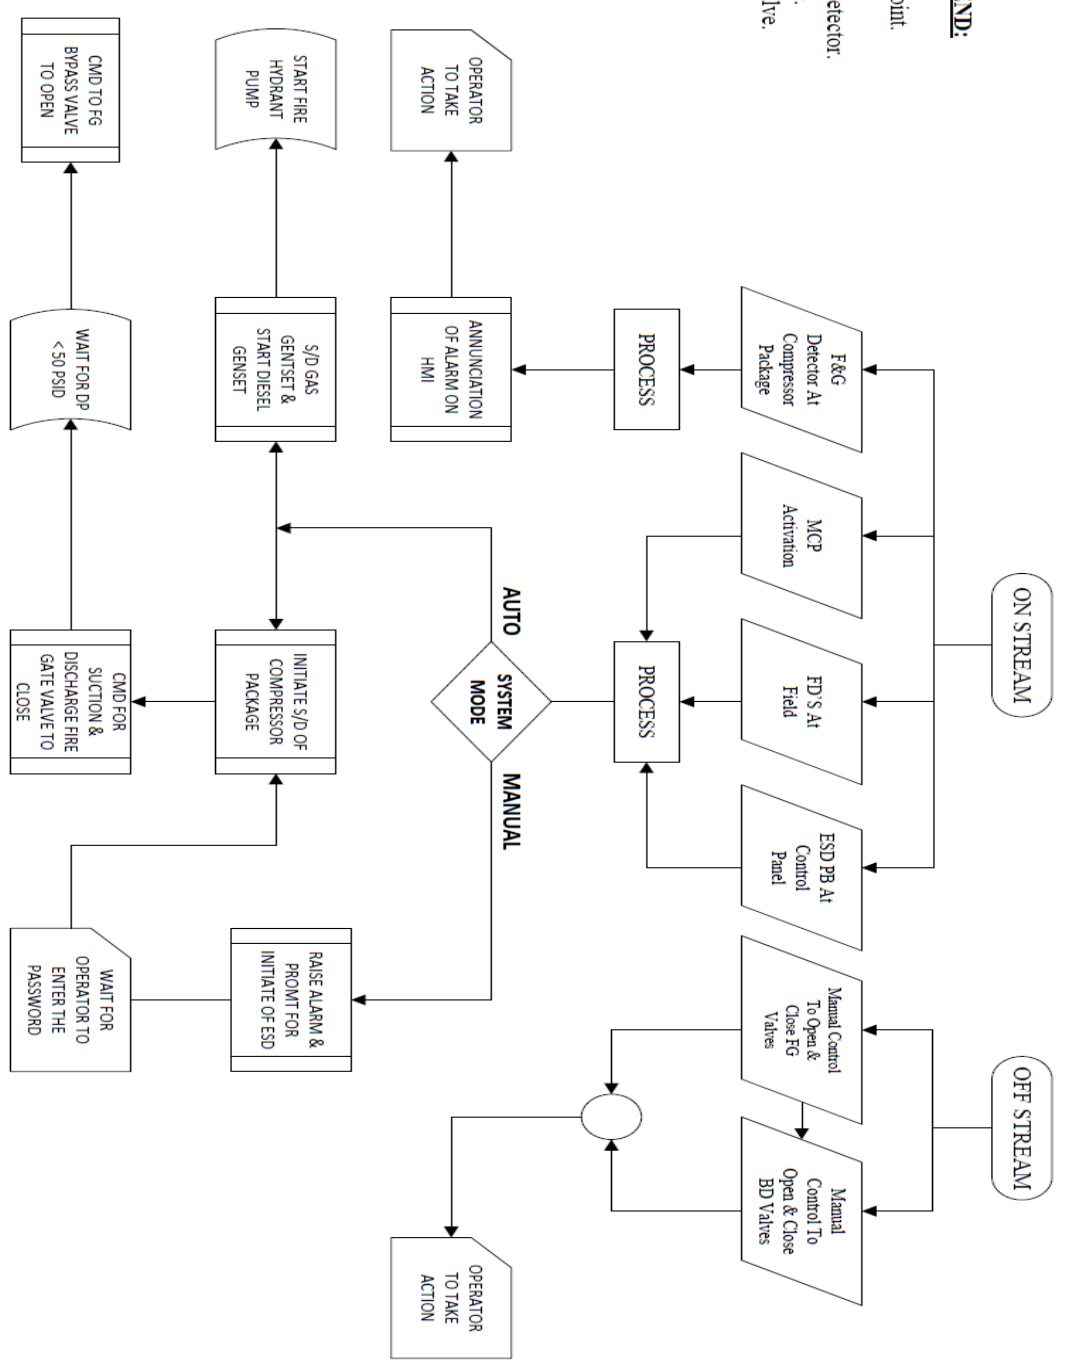 END:
oint.
etector.
lve.
ON STREAM
OFF STREAM
F&G
Detector At
Compressor
Package
MCP
Activation
FD'S At
Field
ESD PB At
Control
Panel
Manual Control
To Open &
Close FG
Valves
Manual
Control To
Open & Close
BD Valves
PROCESS
PROCESS
ANNUNCIATION
OF ALARM ON
HMI
OPERATOR
TO TAKE
ACTION
SYSTEM
MODE
AUTO
MANUAL
OPERATOR
TO TAKE
ACTION
START FIRE
HYDRANT
PUMP
S/D GAS
GENTSET &
START DIESEL
GENSET
INITIATE S/D OF
COMPRESSOR
PACKAGE
RAISE ALARM &
PROMT FOR
INITIATE OF ESD
CMD TO FG
BYPASS VALVE
TO OPEN
WAIT FOR DP
< 50 PSID
CMD FOR
SUCTION &
DISCHARGE FIRE
GATE VALVE TO
CLOSE
WAIT FOR
OPERATOR TO
ENTER THE
PASSWORD